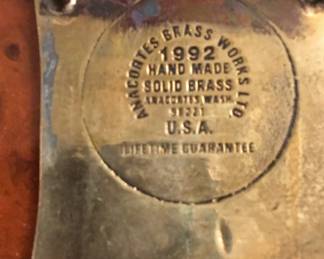 ANACORTES BRASS WORKS LTD
1992
HAND MADE
SOLID BRASS
ANACORTES WASH.
98221
U.S.A.
LIFETIME GUARANTEE